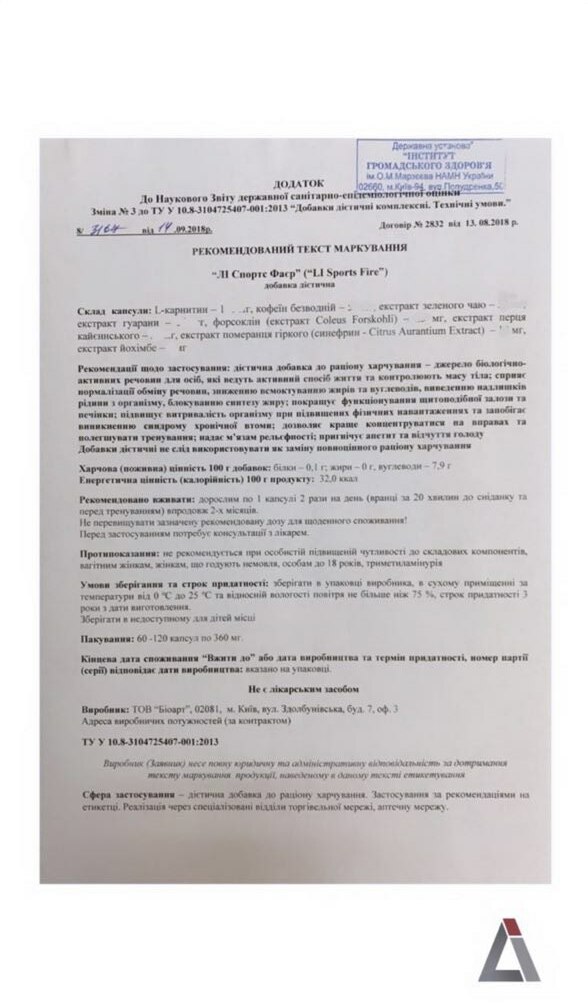 Державна установа
"ІНСТИТУТ
ГРОМАДСЬКОГО ЗДОРОВ'Я
ім.О.М.Марзєєва НАМН України
02660, м.Київ-94, вул.Попудренка,50
ДОДАТОК
До Наукового Звіту державної санітарно-епідеміологічної оцінки
Зміна № 3 до ТУ У 10.8-3104725407-001:2013 "Добавки дієтичні комплексні. Технічні умови."
8/ від 14.09.2018р. Договір № 2832 від 13.08.2018 р.
РЕКОМЕНДОВАНИЙ ТЕКСТ МАРКУВАННЯ
"ЛІ Спортс Фаєр" ("LI Sports Fire")
добавка дієтична
Склад капсули: L-карнитин – г, кофеїн безводній – , екстракт зеленого чаю –
екстракт гуарани – , форсоклін (екстракт Coleus Forskohli) – мг, екстракт перця
кайєнського – г, екстракт померанція гіркого (синефрин - Citrus Aurantium Extract) – мг,
екстракт йохімбе –
Рекомендації щодо застосування: дієтична добавка до раціону харчування – джерело біологічно-
активних речовин для осіб, які ведуть активний спосіб життя та контролюють масу тіла; сприяє
нормалізації обміну речовин, зниженню всмоктуванню жирів та углеводов, виведенню надлишків
рідини з організму, блокуванню синтезу жиру; покращує функціонування щитоподібної залози та
печінки; підвищує витривалість організму при підвищених фізичних навантаженнях та запобігає
виникненню синдрому хронічної втоми; дозволяє краще концентруватися на вправах та
полегшувати тренування; надає м'язам рельєфності; пригнічує апетит та відчуття голоду
Добавки дієтичні не слід використовувати як заміну повноцінного раціону харчування
Харчова (поживна) цінність 100 г добавок: білки – 0,1 г; жири – 0 г, вуглеводи – 7,9 г
Енергетична цінність (калорійність) 100 г продукту: 32,0 ккал
Рекомендовано вживати: дорослим по 1 капсулі 2 рази на день (вранці за 20 хвилин до сніданку та
перед тренуванням) впродовж 2-х місяців.
Не перевищувати зазначену рекомендовану дозу для щоденного споживання!
Перед застосуванням потребує консультації з лікарем.
Протипоказання: не рекомендується при особистій підвищеній чутливості до складових компонентів,
вагітним жінкам, жінкам, що годують немовля, особам до 18 років, триметиламінурія
Умови зберігання та строк придатності: зберігати в упаковці виробника, в сухому приміщенні за
температури від 0 ºС до 25 ºС та відносній вологості повітря не більше ніж 75 %, строк придатності 3
роки з дати виготовлення.
Зберігати в недоступному для дітей місці
Пакування: 60 -120 капсул по 360 мг.
Кінцева дата споживання "Вжити до" або дата виробництва та термін придатності, номер партії
(серії) відповідає дати виробництва: вказано на упаковці.
Не є лікарським засобом
Виробник: ТОВ "Біоарт", 02081, м. Київ, вул. Здолбунівська, буд. 7, оф. 3
Адреса виробничих потужностей (за контрактом)
ТУ У 10.8-3104725407-001:2013
Виробник (Заявник) несе повну юридичну та адміністративну відповідальність за дотримання
тексту маркування продукції, наведеному в даному тексті етикетування
Сфера застосування – дієтична добавка до раціону харчування. Застосування за рекомендаціями на
етикетці. Реалізація через спеціалізовані відділи торгівельної мережі, аптечну мережу.